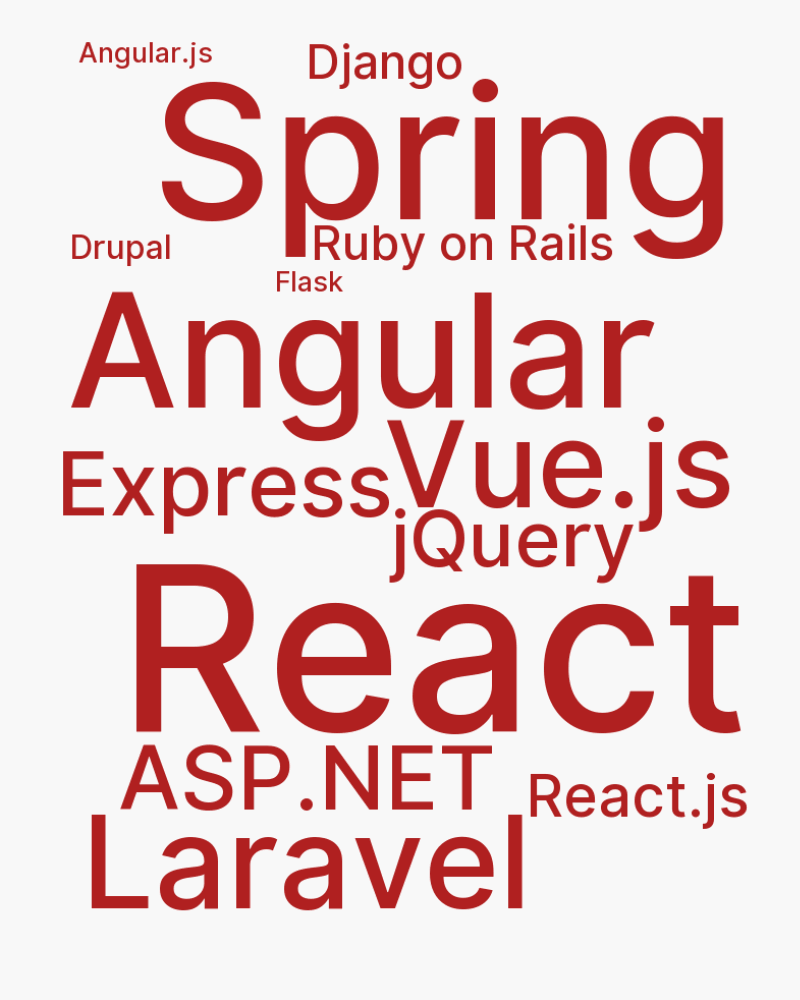 Angular.js
Django
Spring
Drupal
Ruby on Rails
Flask
Angular
Vue.js
Express
jQuery
React
ASP.NET
React.js
Laravel